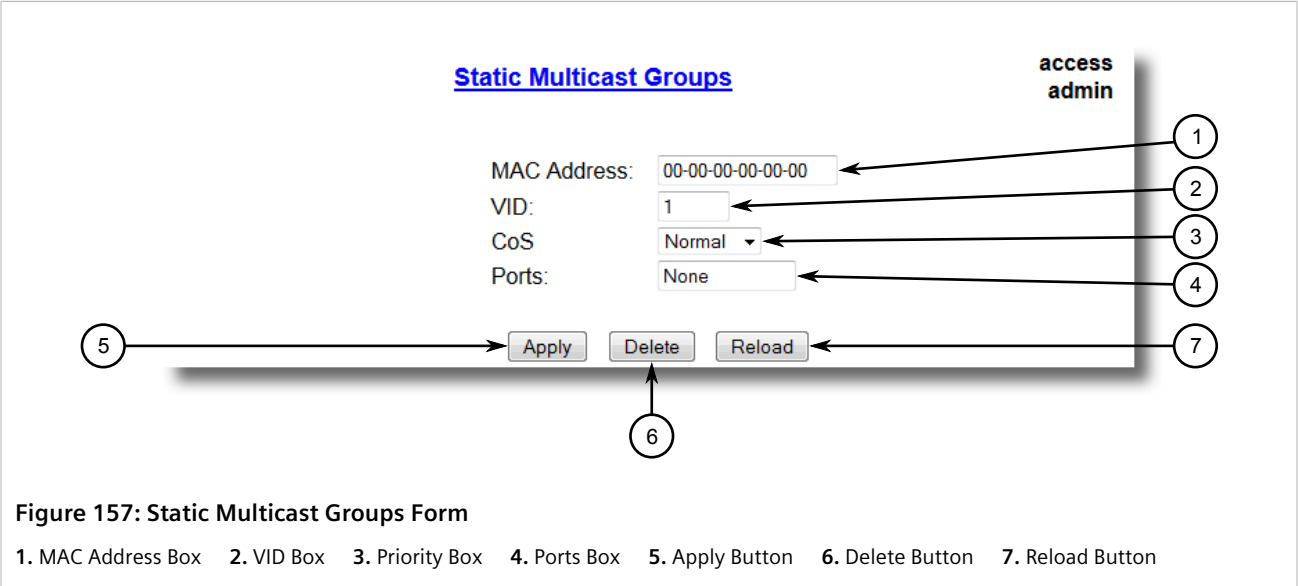 Static Multicast Groups
access
admin
1
MAC Address: 00-00-00-00-00-00
2
VID: 1
CoS Normal
3
Ports: None
4
5
Apply Delete Reload
7
6
Figure 157: Static Multicast Groups Form
1. MAC Address Box 2. VID Box 3. Priority Box 4. Ports Box 5. Apply Button 6. Delete Button 7. Reload Button